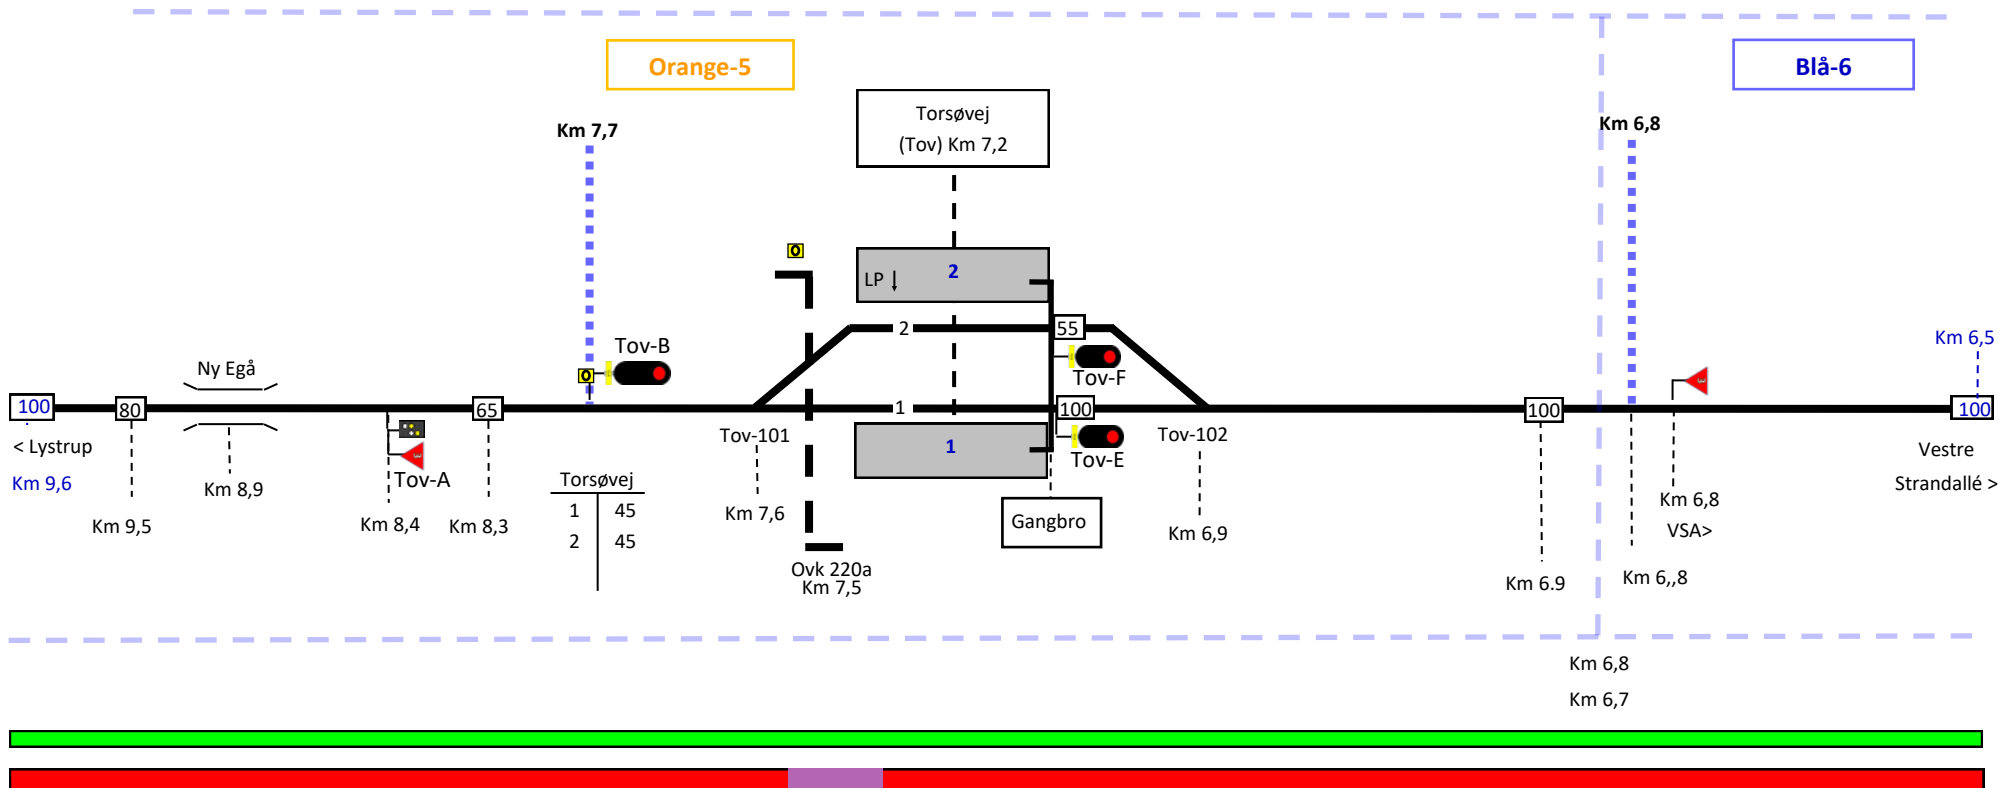 Orange-5
Blå-6
Km 7,7
Torsøvej
(Tov) Km 7,2
Km 6,8
2
LP
2
55
Km 6,5
Tov-B
Tov-F
Ny Egå
100
80
65
1
100
100
100
< Lystrup
Tov-101
1
Tov-E
Tov-102
Vestre
Strandallé >
Km 9,6
Km 8,9
Tov-A
Torsøvej
1 45
2 45
Km 9,5
Km 8,4
Km 8,3
Km 7,6
Gangbro
Km 6,9
Km 6,8
VSA>
Ovk 220a
Km 7,5
Km 6.9
Km 6,,8
Km 6,8
Km 6,7